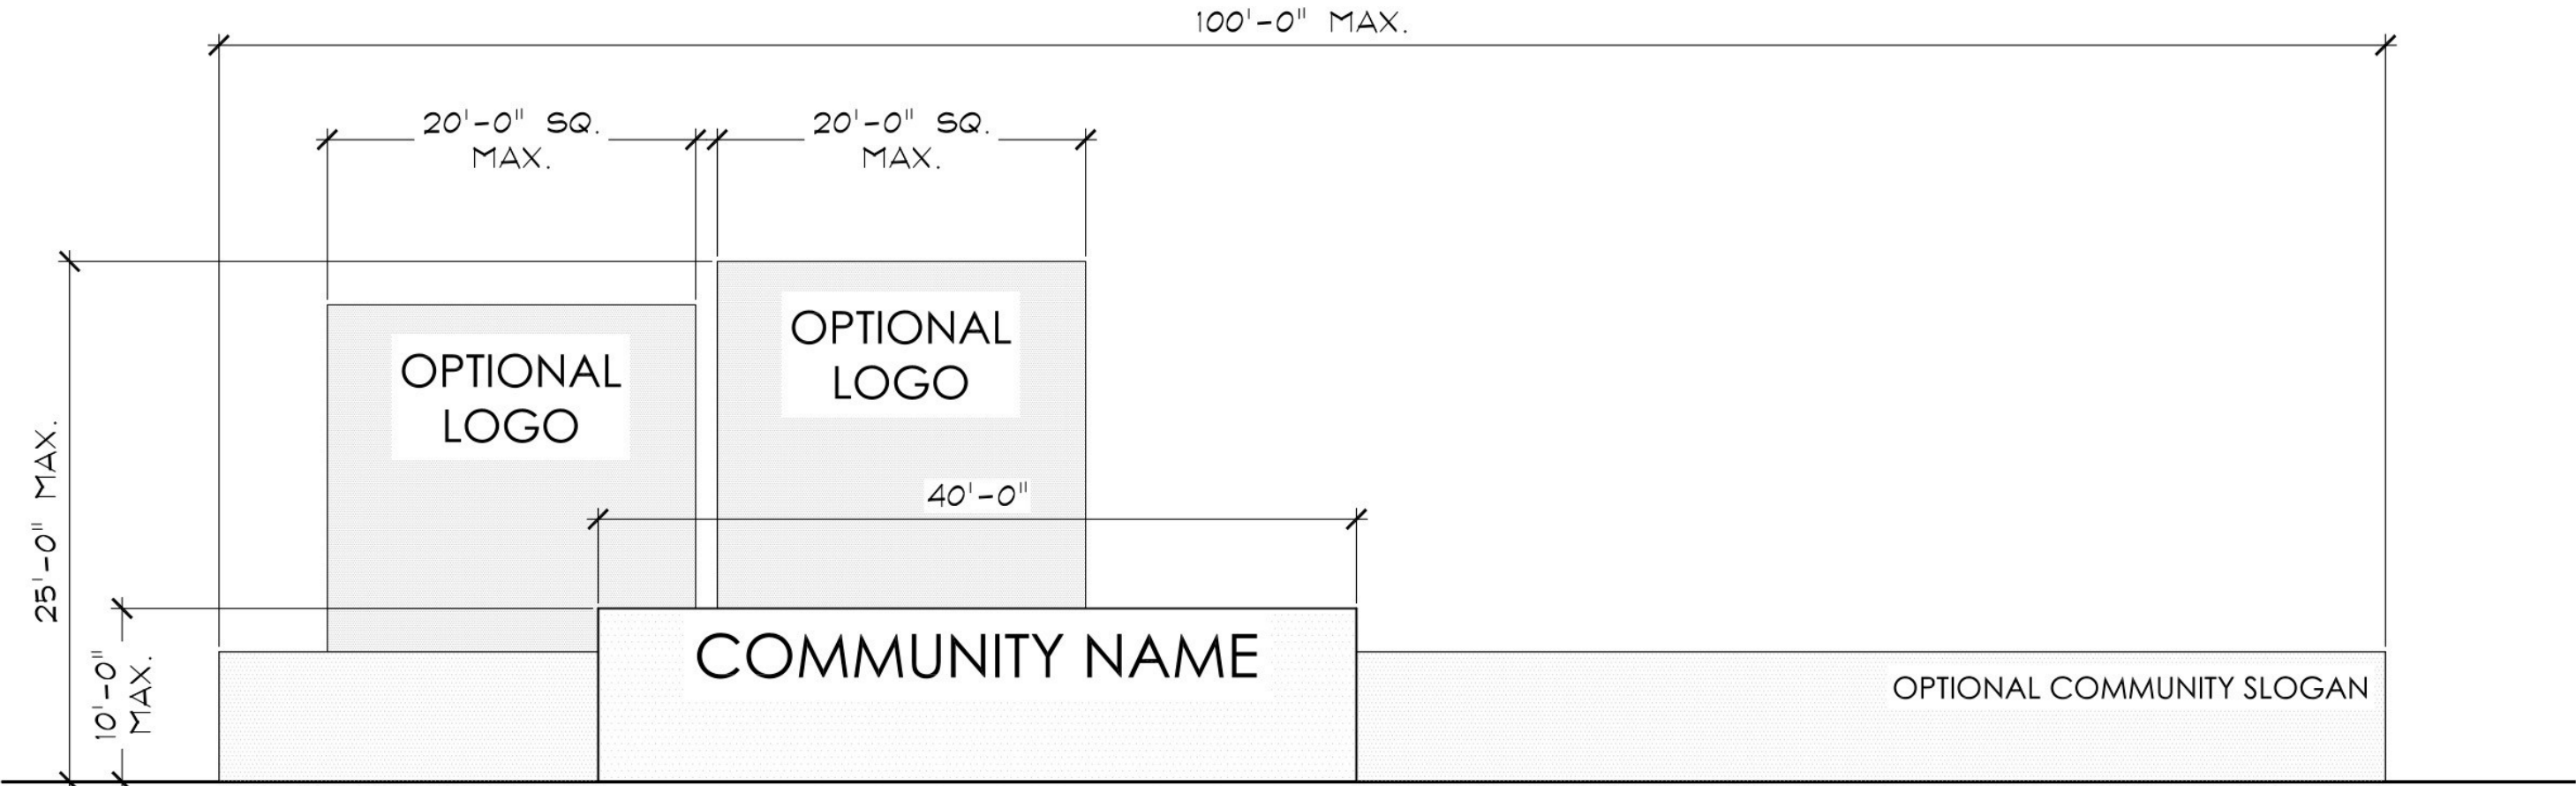 100'-0" MAX.
20'-0" SQ.
MAX.
20'-0" SQ.
MAX.
OPTIONAL
LOGO
OPTIONAL
LOGO
40'-0"
25'-0" MAX.
10'-0"
MAX.
COMMUNITY NAME
OPTIONAL COMMUNITY SLOGAN